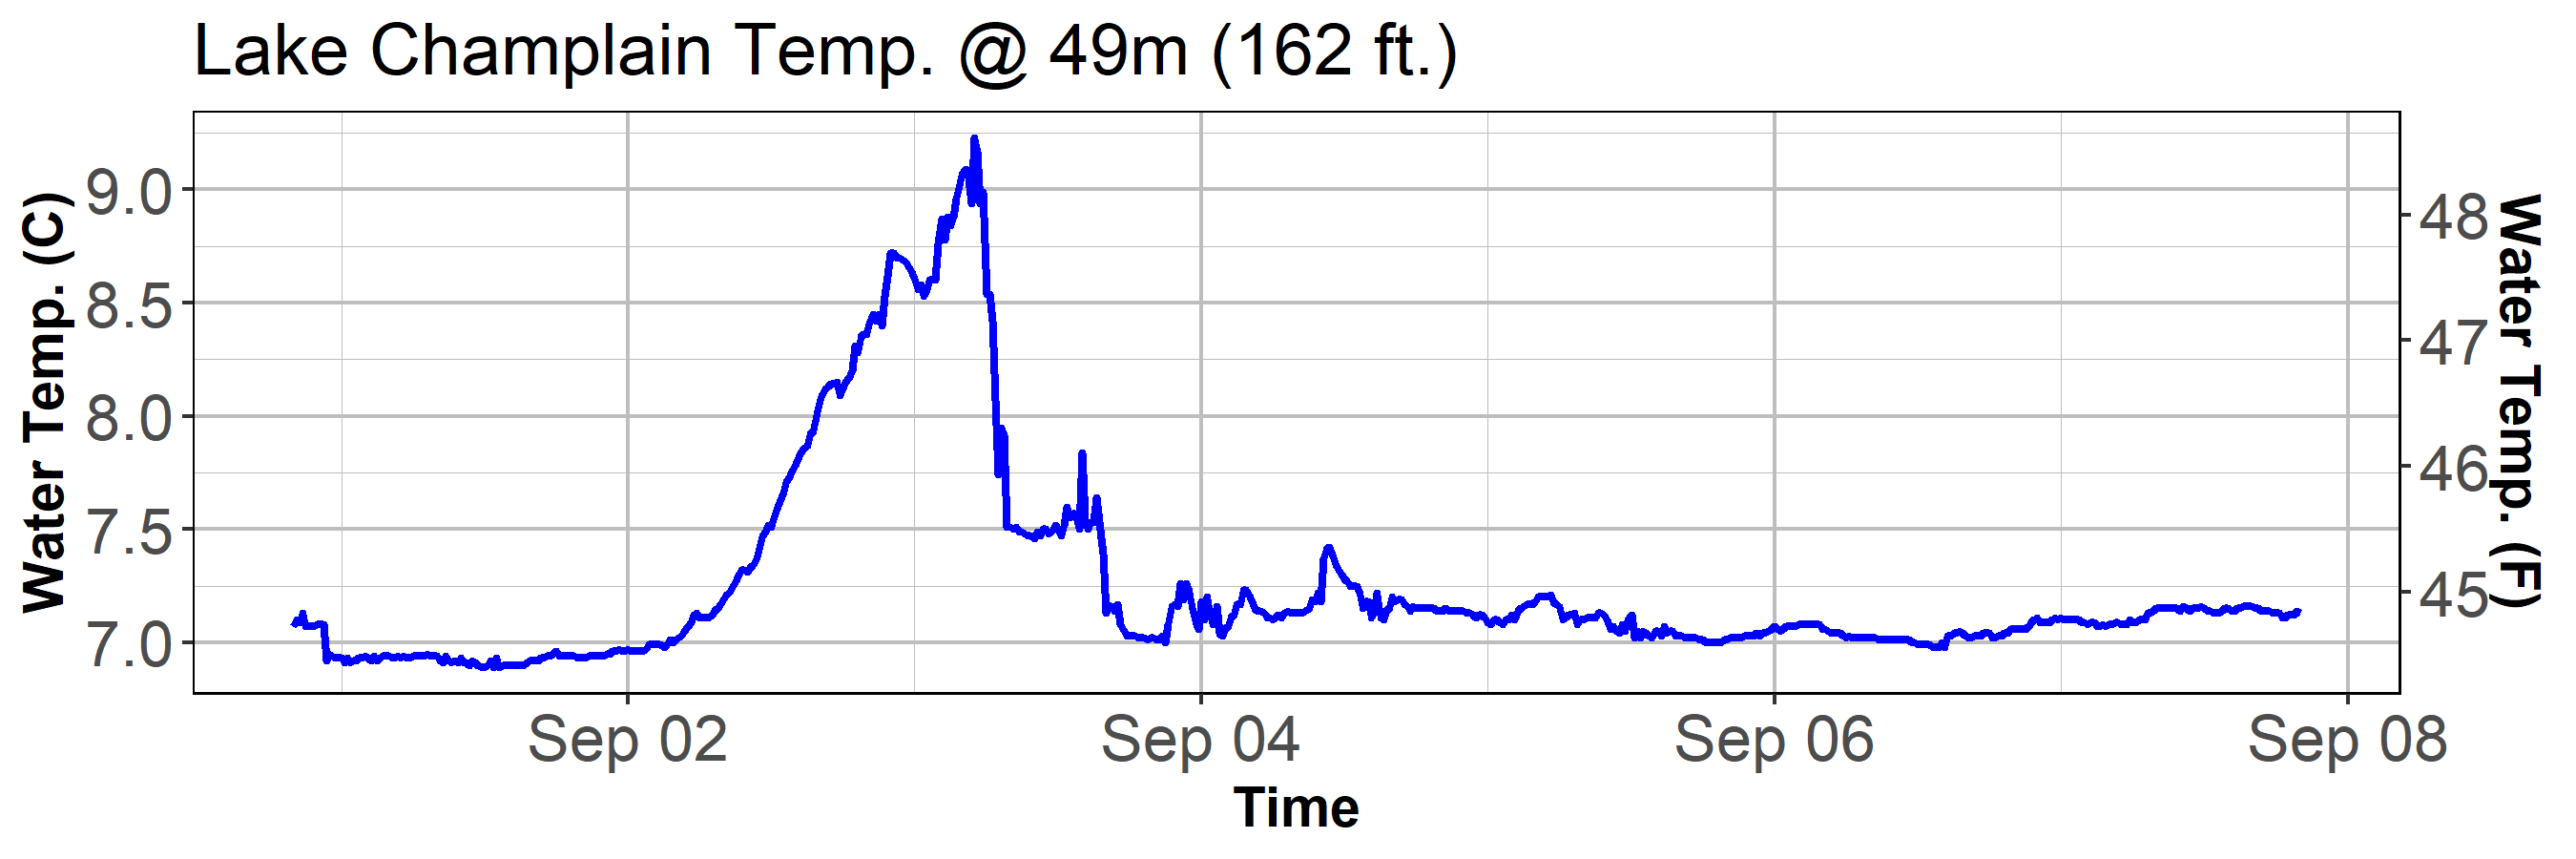 Lake Champlain Temp. @ 49m (162 ft.)
Water Temp. (C)
9.0
8.5
8.0
7.5
7.0
48
47
46
45
Water Temp. (F)
Sep 02 Sep 04 Sep 06 Sep 08
Time